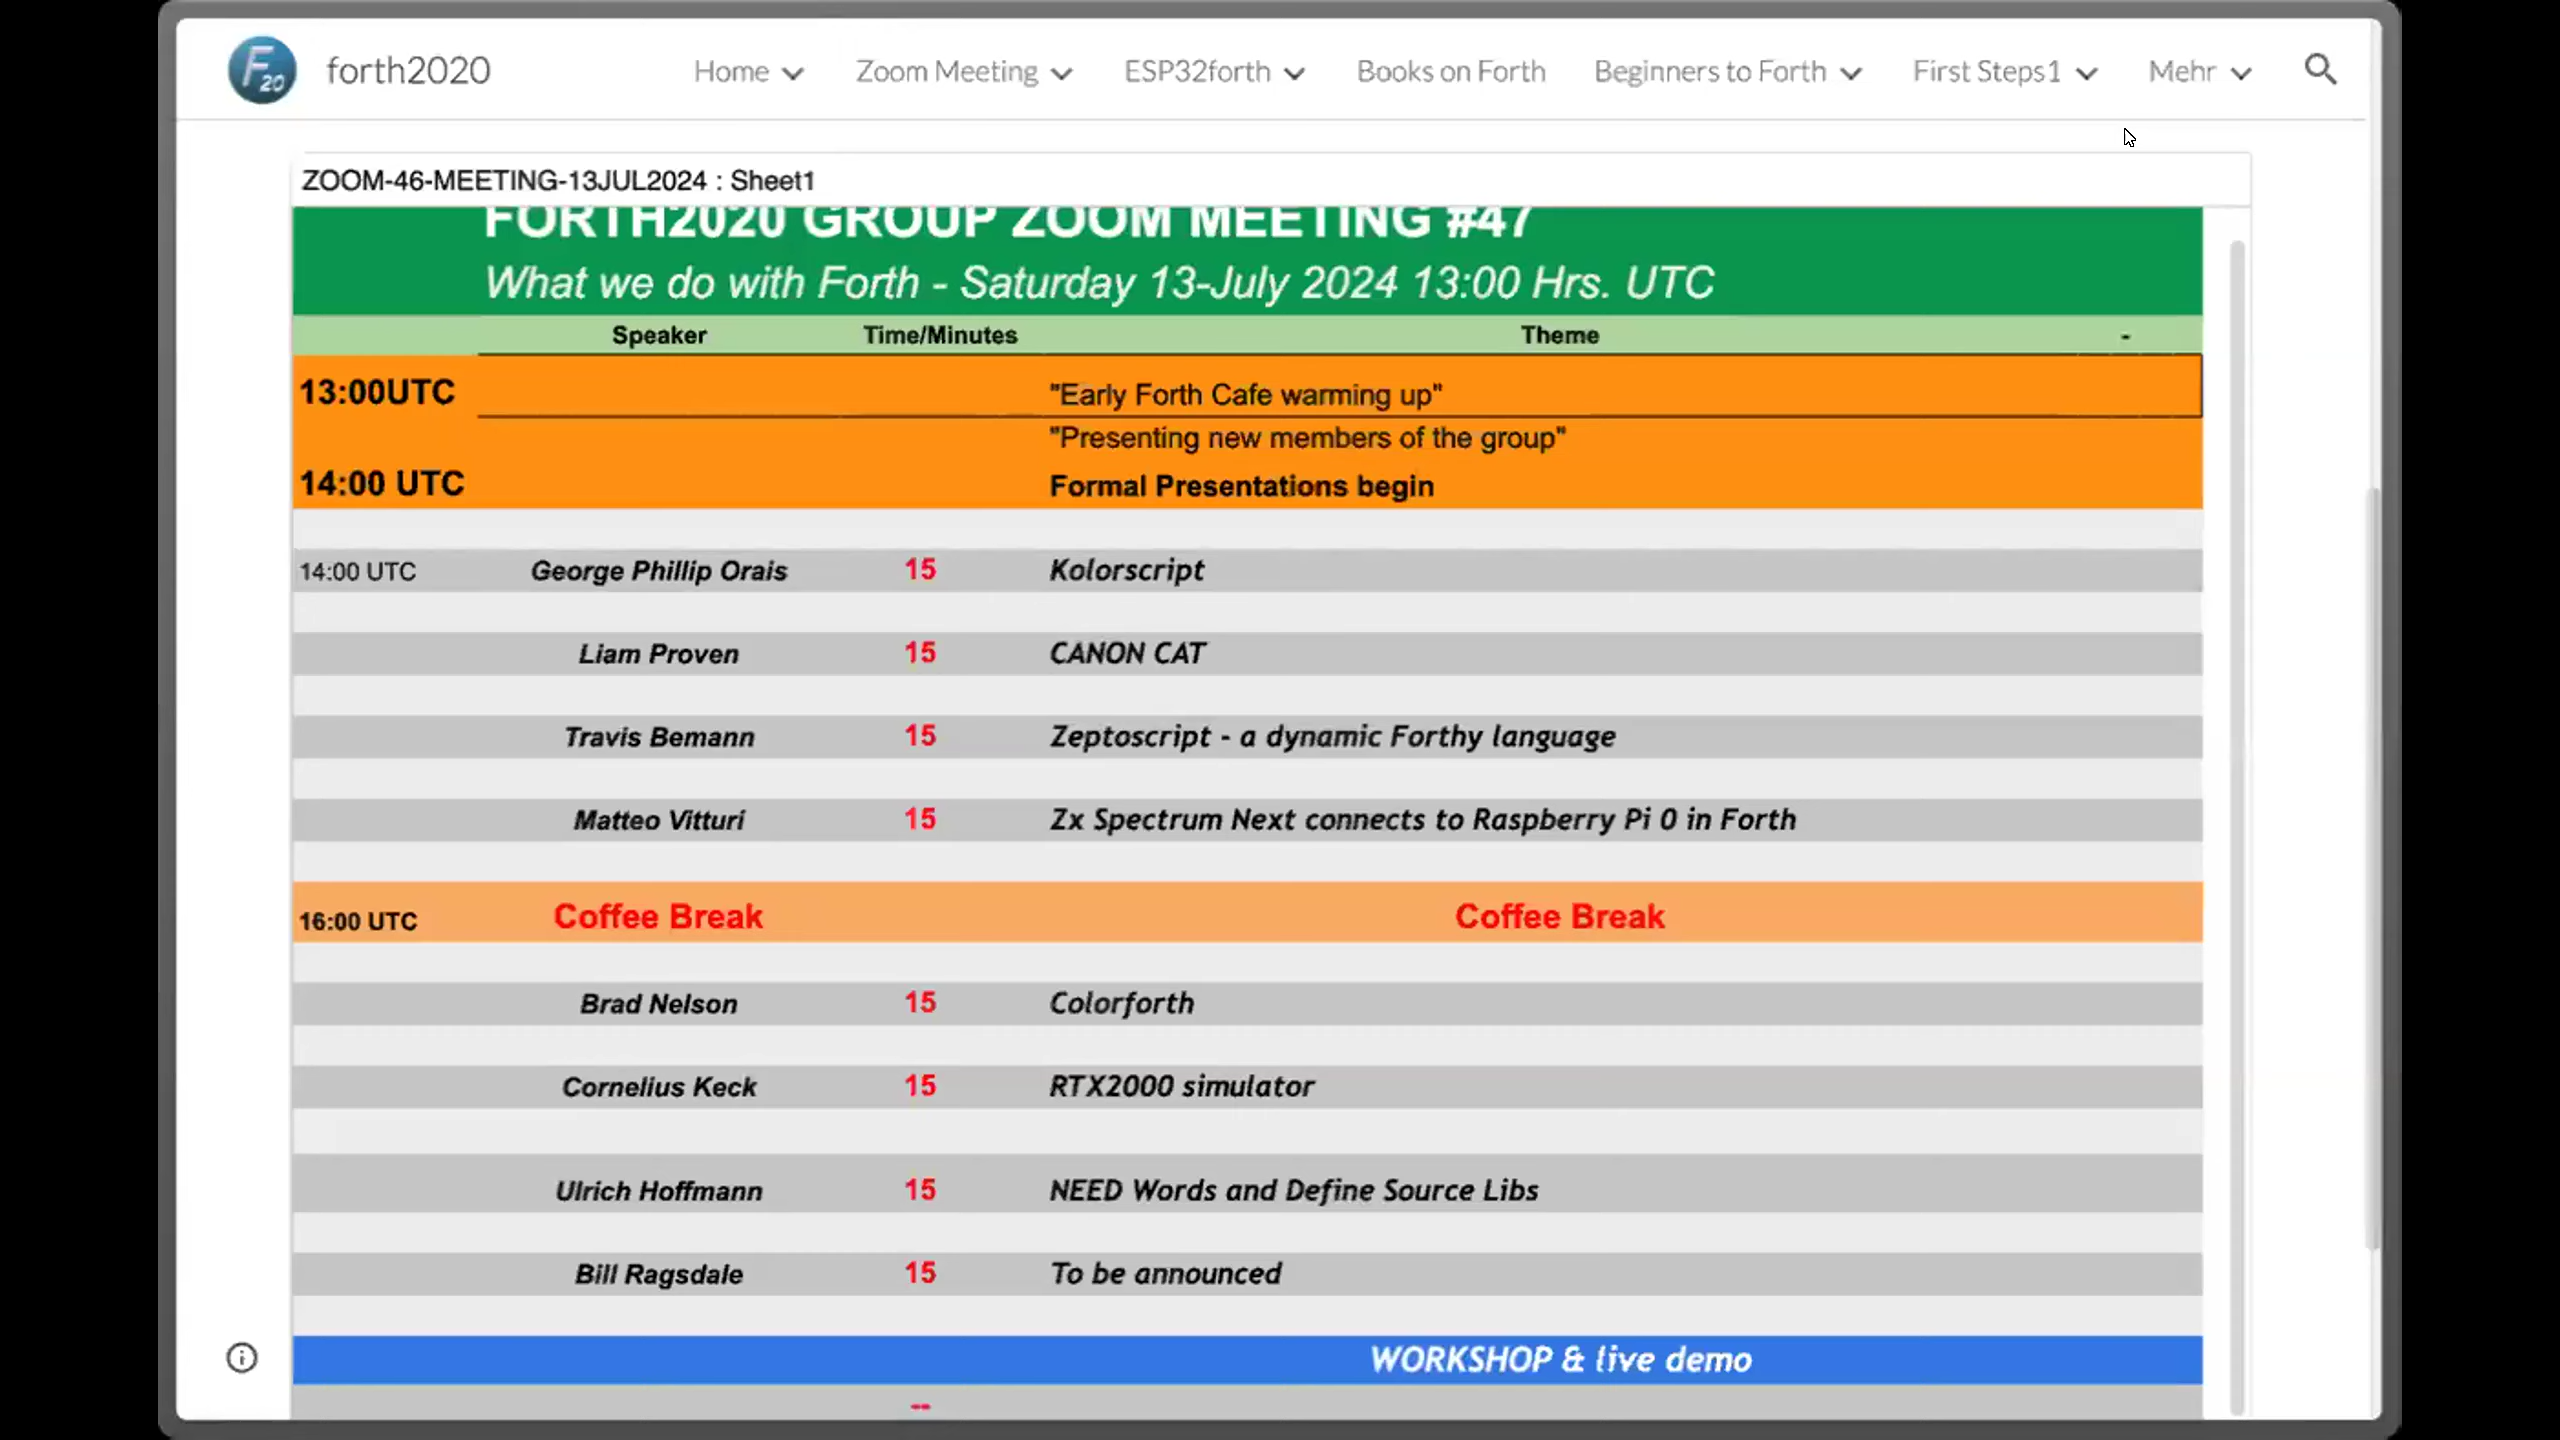 F20 forth2020 Home Zoom Meeting ESP32forth Books on Forth Beginners to Forth First Steps1 Mehr
ZOOM-46-MEETING-13JUL2024 : Sheet1
FORTH2020 GROUP ZOOM MEETING #47
What we do with Forth - Saturday 13-July 2024 13:00 Hrs. UTC
Speaker Time/Minutes Theme -
13:00UTC "Early Forth Cafe warming up"
"Presenting new members of the group"
14:00 UTC Formal Presentations begin
14:00 UTC George Phillip Orais 15 Kolorscript
Liam Proven 15 CANON CAT
Travis Bemann 15 Zeptoscript - a dynamic Forthy language
Matteo Vitturi 15 Zx Spectrum Next connects to Raspberry Pi 0 in Forth
16:00 UTC Coffee Break Coffee Break
Brad Nelson 15 Colorforth
Cornelius Keck 15 RTX2000 simulator
Ulrich Hoffmann 15 NEED Words and Define Source Libs
Bill Ragsdale 15 To be announced
WORKSHOP & live demo
--